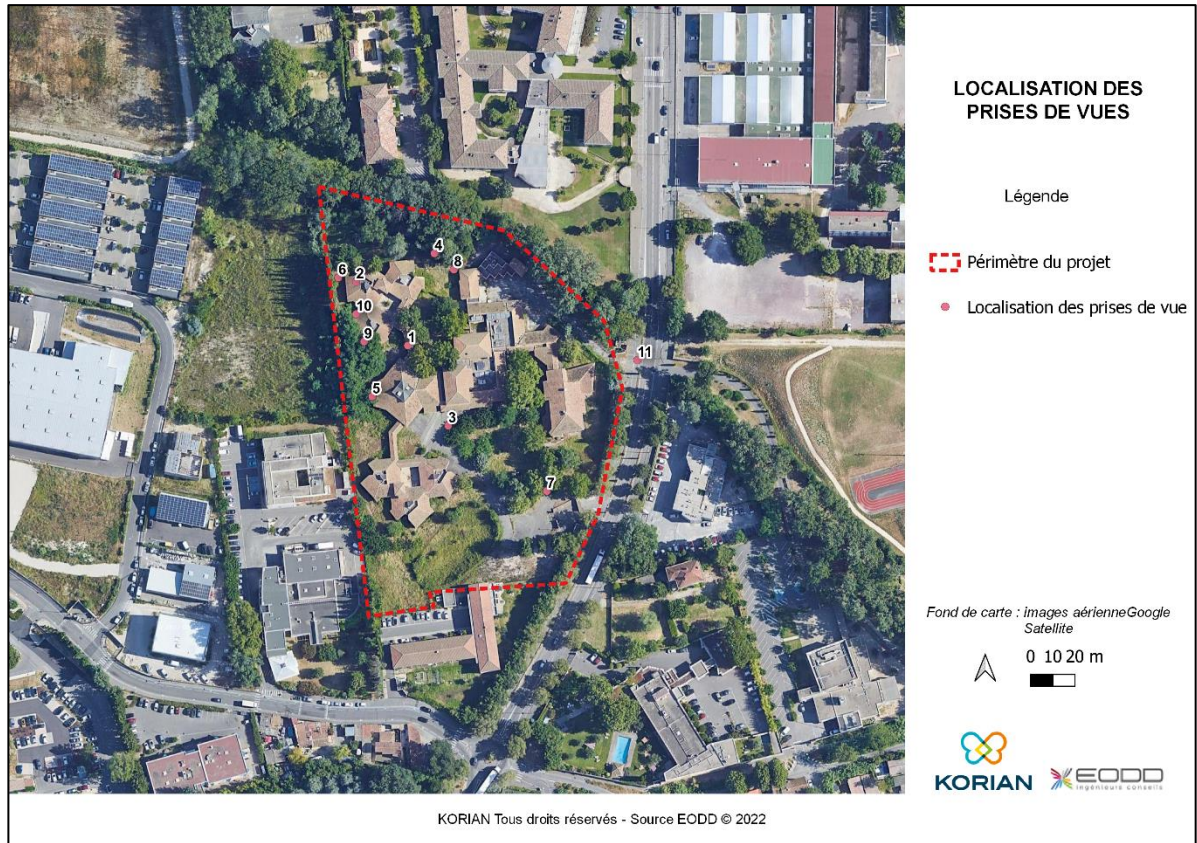 LOCALISATION DES
PRISES DE VUES
Légende
Périmètre du projet
Localisation des prises de vue
4
8
6
2
10
9
1
11
5
3
7
Fond de carte : images aérienneGoogle
Satellite
0 10 20 m
KORIAN
EODD
ingénieurs conseils
KORIAN Tous droits réservés - Source EODD © 2022